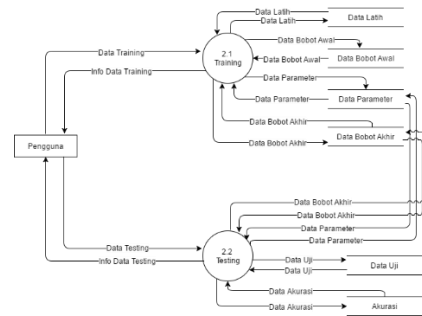 Data Latih
Data Latih
Data Latih
Data Bobot Awal
Data Training
2.1
Training
Data Bobot Awal
Data Bobot Awal
Info Data Training
Data Parameter
Data Parameter
Data Parameter
Data Bobot Akhir
Data Bobot Akhir
Data Bobot Akhir
Pengguna
Data Bobot Akhir
Data Bobot Akhir
Data Parameter
Data Parameter
Data Testing
2.2
Testing
Info Data Testing
Data Uji
Data Uji
Data Uji
Data Akurasi
Data Akurasi
Akurasi